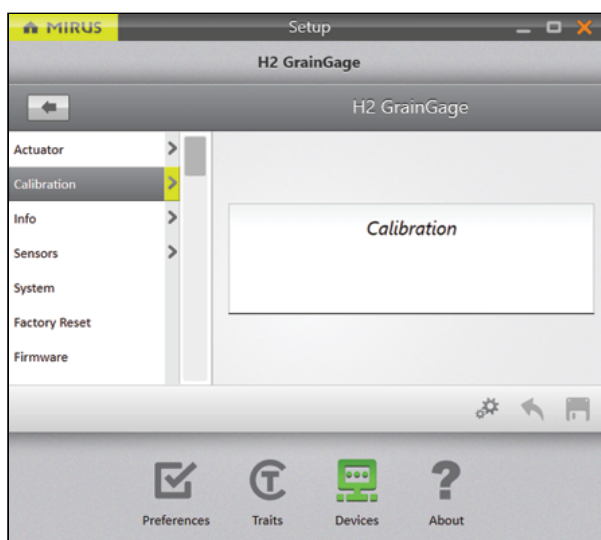 MIRUS
Setup
H2 GrainGage
H2 GrainGage
Actuator
Calibration
Info
Sensors
System
Factory Reset
Firmware
Calibration
Preferences
Traits
Devices
About